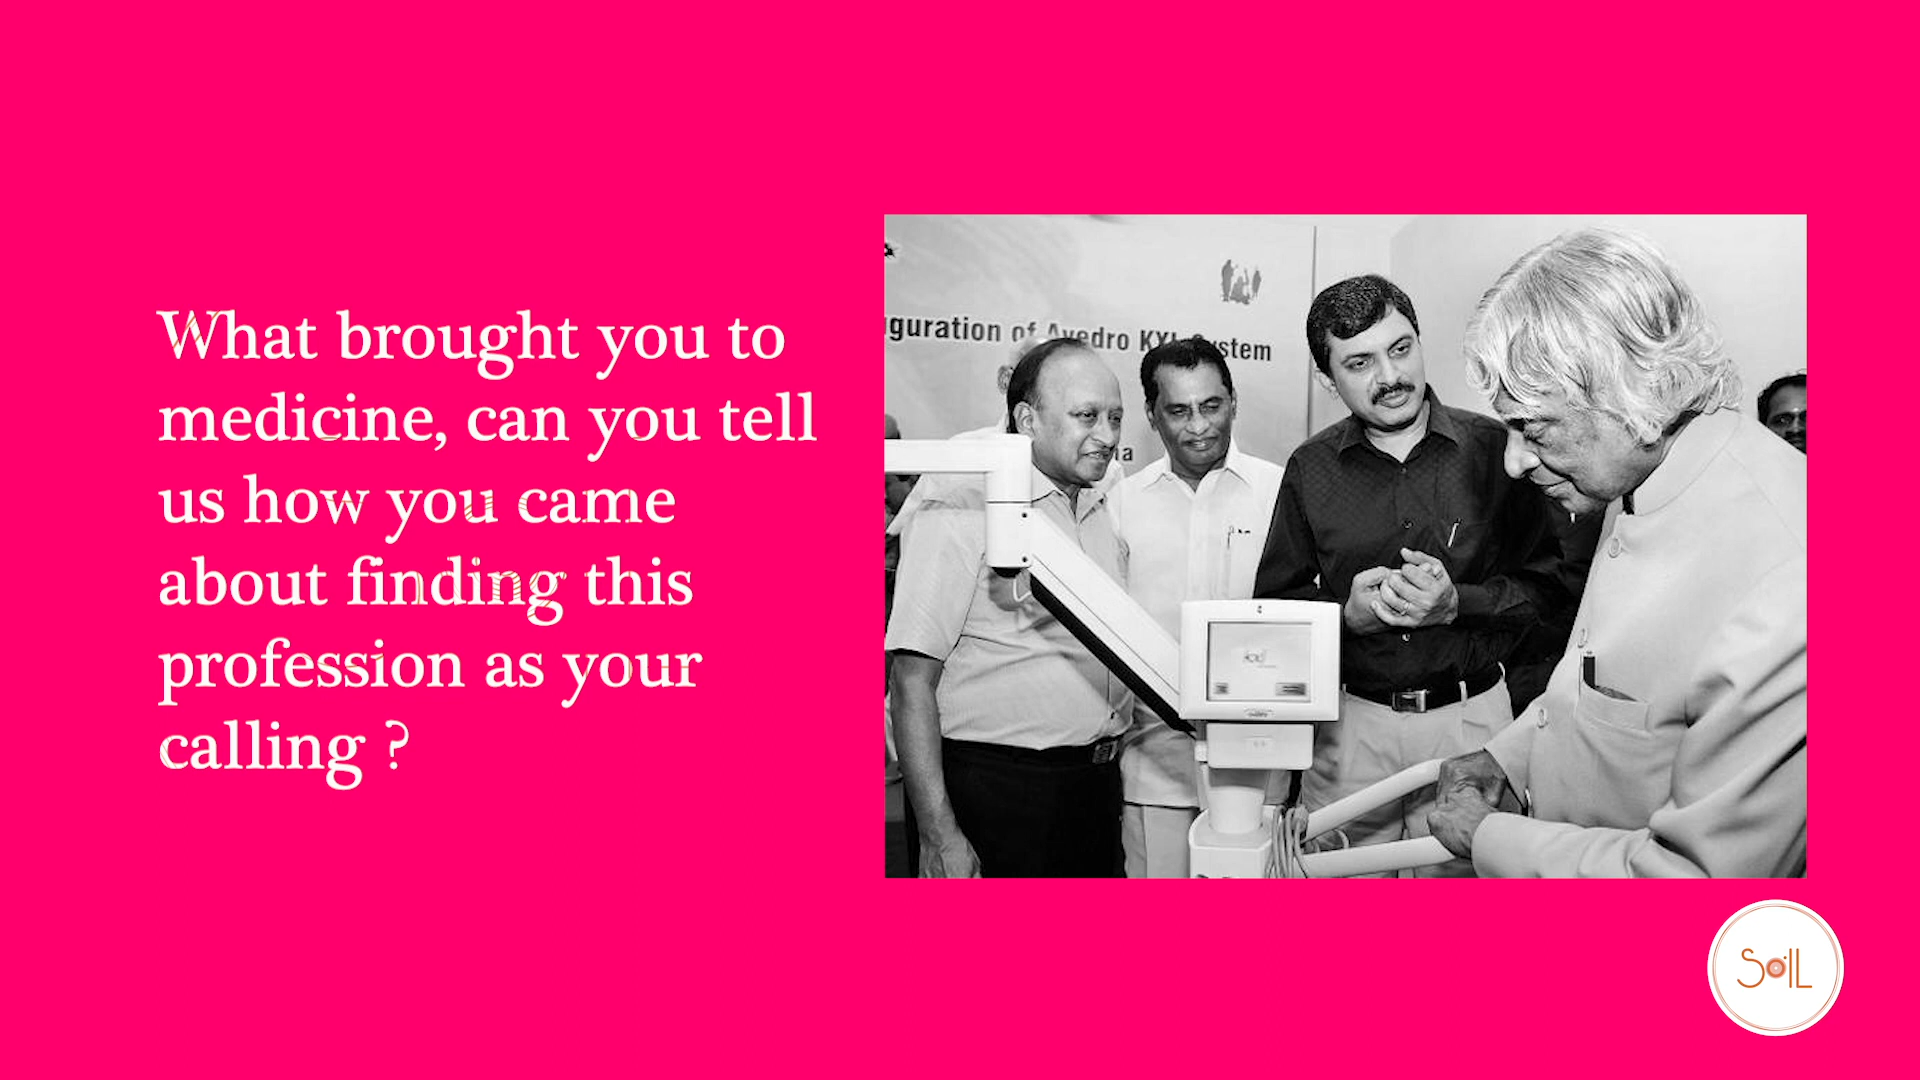 What brought you to
medicine, can you tell
us how you came
about finding this
profession as your
calling ?
guration of Avedro KXL System
SOIL